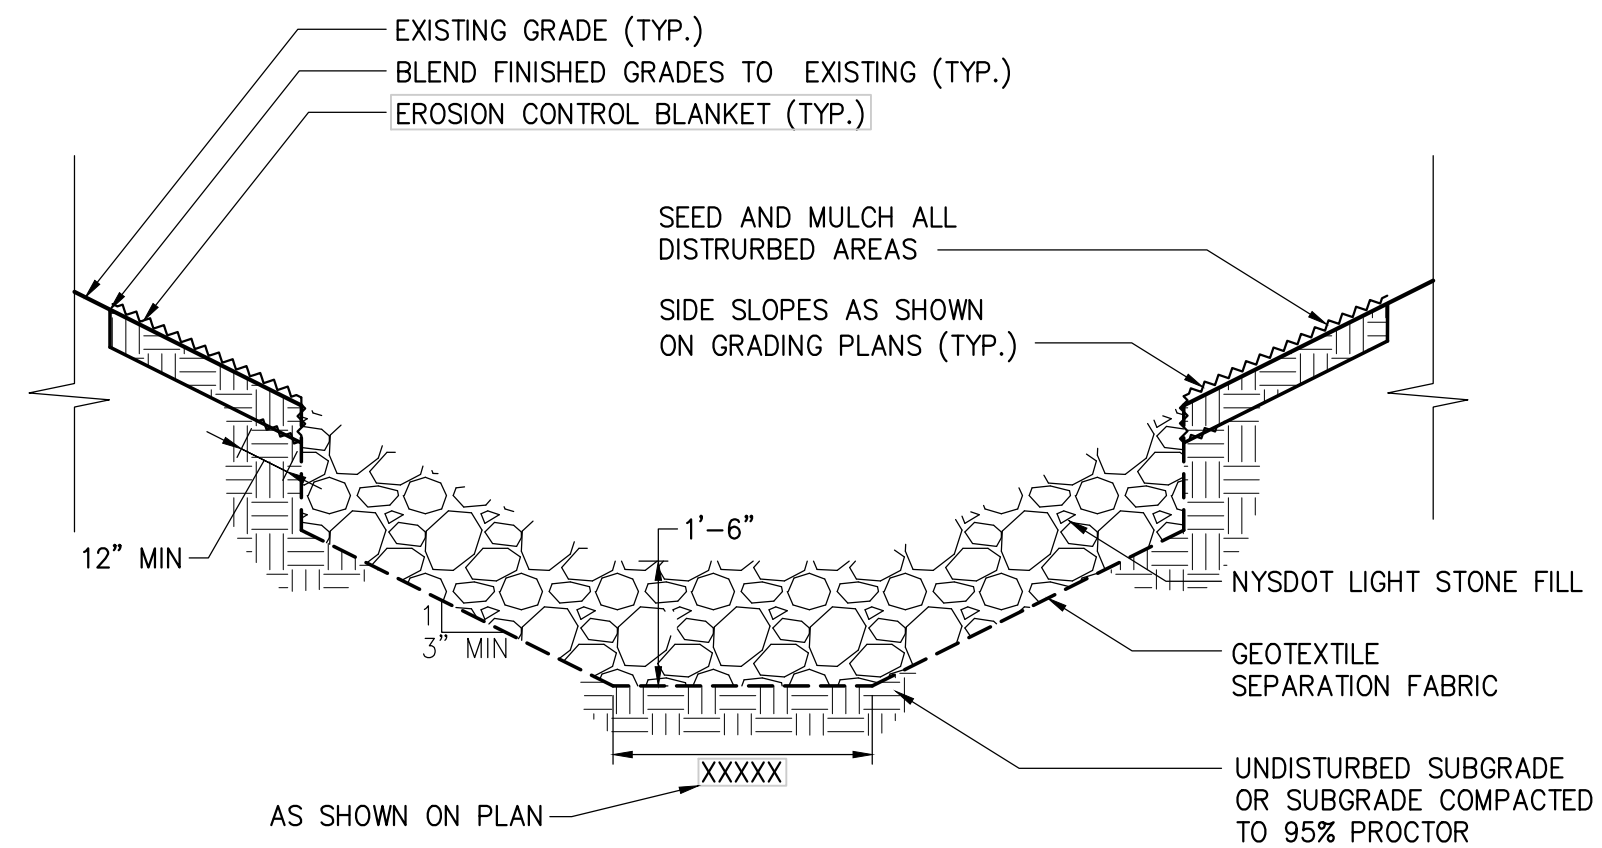 EXISTING GRADE (TYP.)
BLEND FINISHED GRADES TO EXISTING (TYP.)
EROSION CONTROL BLANKET (TYP.)
SEED AND MULCH ALL
DISTRURBED AREAS
SIDE SLOPES AS SHOWN
ON GRADING PLANS (TYP.)
1'-6"
12" MIN
NYSDOT LIGHT STONE FILL
1
3" MIN
GEOTEXTILE
SEPARATION FABRIC
XXXXX
AS SHOWN ON PLAN
UNDISTURBED SUBGRADE
OR SUBGRADE COMPACTED
TO 95% PROCTOR